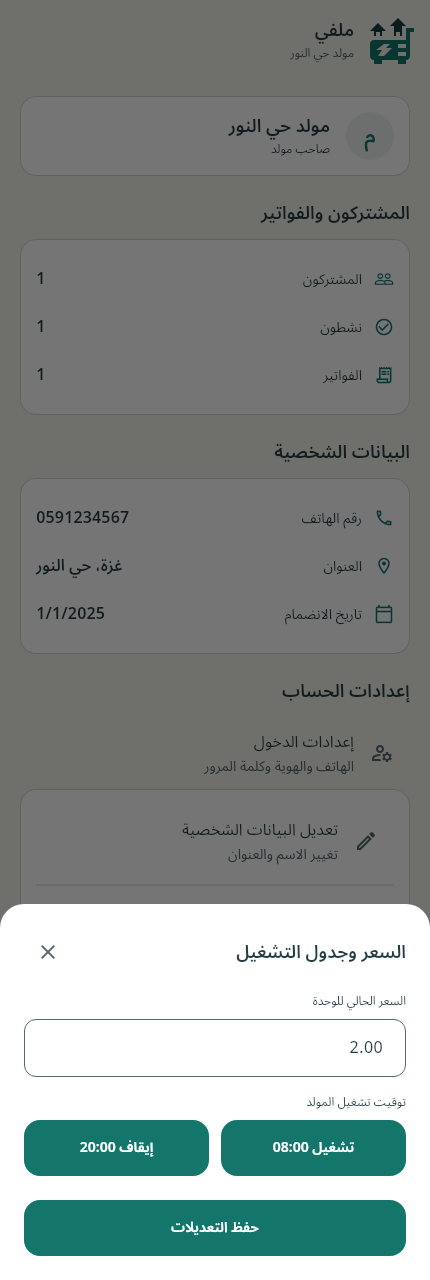 ملفي
مولد حي النور
م
مولد حي النور
صاحب مولد
المشتركون والفواتير
المشتركون 1
نشطون 1
الفواتير 1
البيانات الشخصية
رقم الهاتف 0591234567
العنوان غزة، حي النور
تاريخ الانضمام 1/1/2025
إعدادات الحساب
إعدادات الدخول
الهاتف والهوية وكلمة المرور
تعديل البيانات الشخصية
تغيير الاسم والعنوان
السعر وجدول التشغيل
السعر الحالي للوحدة
2.00
توقيت تشغيل المولد
تشغيل 08:00 إيقاف 20:00
حفظ التعديلات